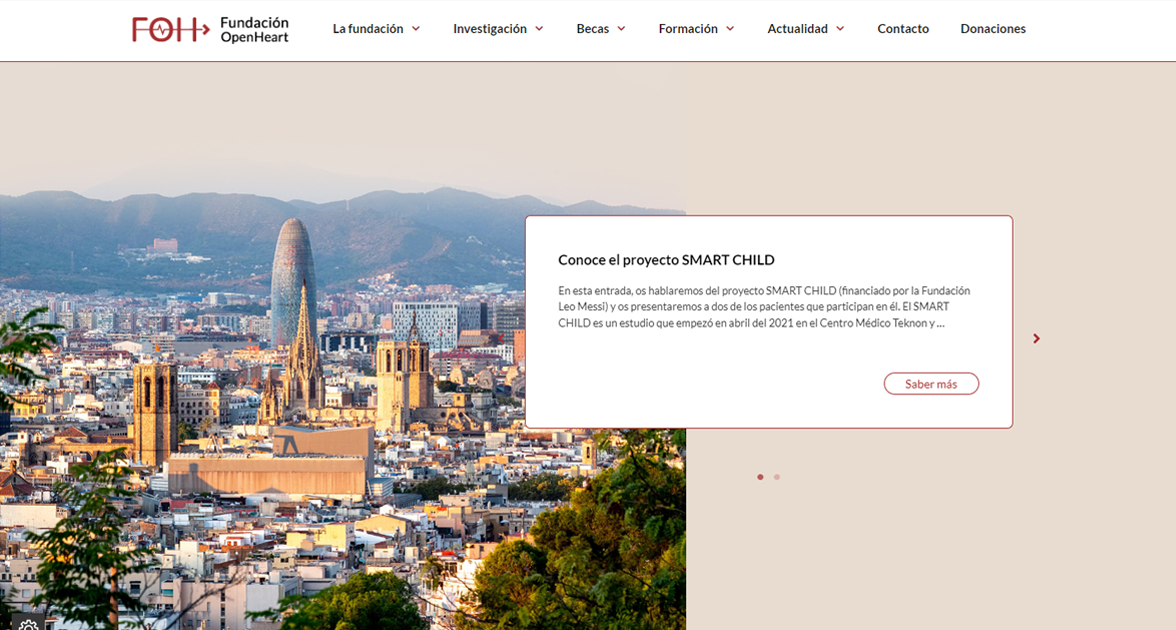 FOH
Fundación
OpenHeart
La fundación
Investigación
Becas
Formación
Actualidad
Contacto
Donaciones
Conoce el proyecto SMART CHILD
En esta entrada, os hablaremos del proyecto SMART CHILD (financiado por la Fundación
Leo Messi) y os presentaremos a dos de los pacientes que participan en él. El SMART
CHILD es un estudio que empezó en abril del 2021 en el Centro Médico Teknon y ...
Saber más